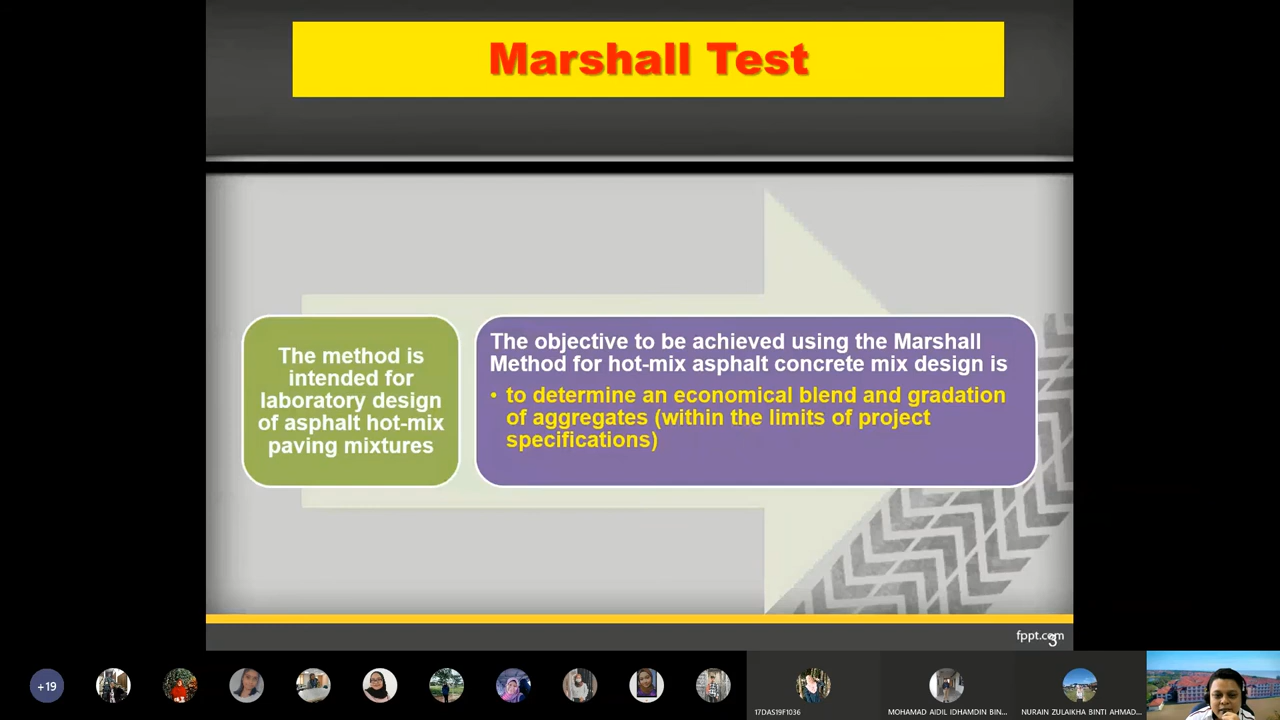 Marshall Test
The method is
intended for
laboratory design
of asphalt hot-mix
paving mixtures
The objective to be achieved using the Marshall
Method for hot-mix asphalt concrete mix design is
• to determine an economical blend and gradation
of aggregates (within the limits of project
specifications)
fppt.com
3
+19
17DAS19F1036
MOHAMAD AIDIL IDHAMDIN BIN...
NURAIN ZULAIKHA BINTI AHMAD...